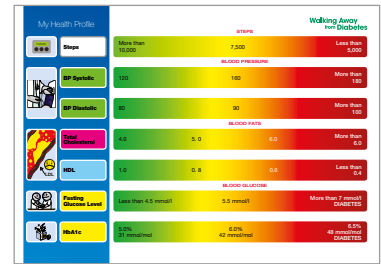 My Health Profile
Walking Away
from Diabetes
STEPS
Steps
More than
10,000
7,500
Less than
5,000
BLOOD PRESSURE
BP Systolic
120
160
More than
180
BP Diastolic
80
90
More than
100
BLOOD FATS
Total
Cholesterol
4.0
5. 0
6.0
More than
6.0
LDL
HDL
1.0
0. 8
0.6
Less than
0.4
BLOOD GLUCOSE
Fasting
Glucose Level
Less than 4.5 mmol/l
5.5 mmol/l
More than 7 mmol/l
DIABETES
HbA1c
5.0%
31 mmol/mol
6.0%
42 mmol/mol
6.5%
48 mmol/mol
DIABETES